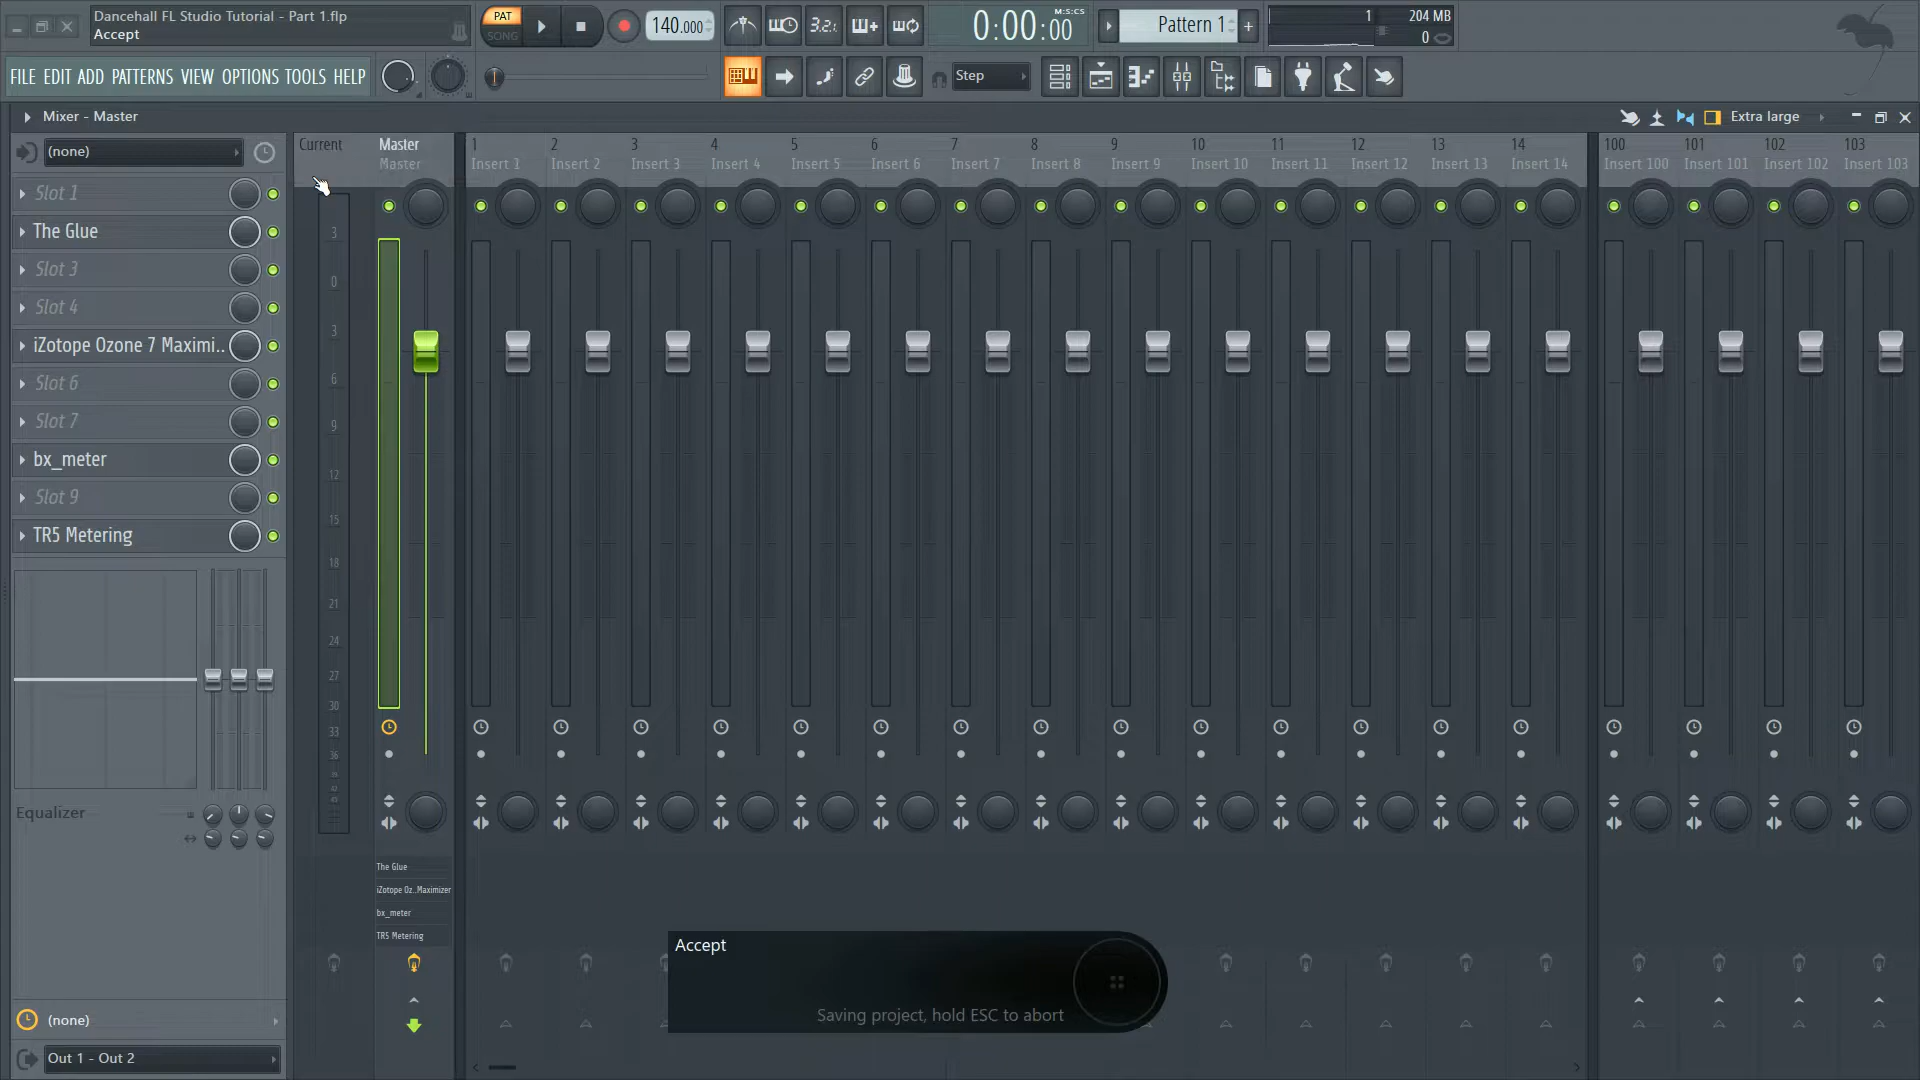 Dancehall FL Studio Tutorial - Part 1.flp
Accept
PAT
SONG
140.000
3.2.
0:00:00
M:S:CS
Pattern 1
1
204 MB
0
FILE EDIT ADD PATTERNS VIEW OPTIONS TOOLS HELP
Step
Mixer - Master
Extra large
(none)
Current
Master
Master
1
Insert 1
2
Insert 2
3
Insert 3
4
Insert 4
5
Insert 5
6
Insert 6
7
Insert 7
8
Insert 8
9
Insert 9
10
Insert 10
11
Insert 11
12
Insert 12
13
Insert 13
14
Insert 14
100
Insert 100
101
Insert 101
102
Insert 102
103
Insert 103
Slot 1
The Glue
Slot 3
Slot 4
iZotope Ozone 7 Maximi..
Slot 6
Slot 7
bx_meter
Slot 9
TR5 Metering
3
0
3
6
9
12
15
18
21
24
27
30
33
36
Equalizer
The Glue
iZotope Oz..Maximizer
bx_meter
TR5 Metering
Accept
Saving project, hold ESC to abort
(none)
Out 1 - Out 2